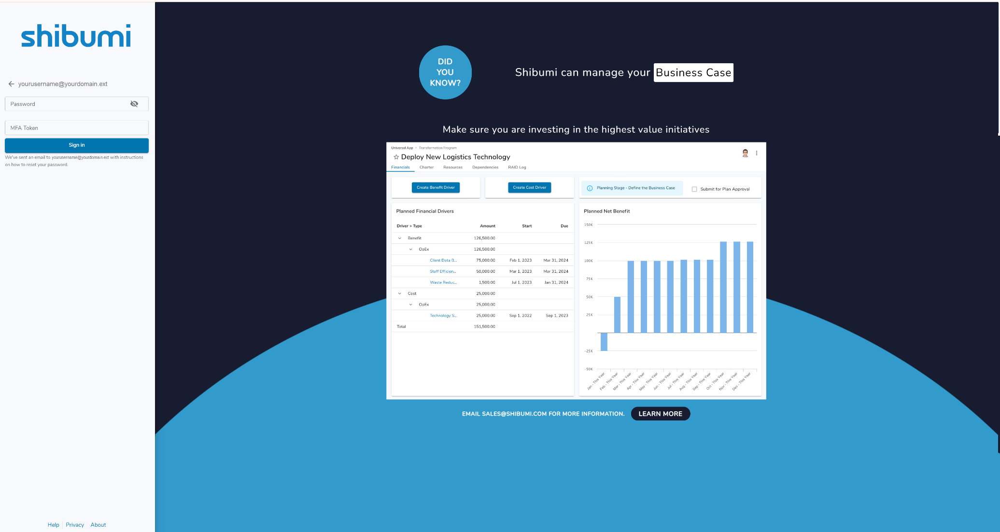 shibumi
yourusername@yourdomain.ext
Password
MFA Token
Sign in
We've sent an email to yourusername@yourdomain.ext with instructions
on how to reset your password.
Help
Privacy
About
DID
YOU
KNOW?
Shibumi can manage your Business Case
Make sure you are investing in the highest value initiatives
Universal App › Transformation Program
Deploy New Logistics Technology
Financials Charter Resources Dependencies RAID Log
Create Benefit Driver
Create Cost Driver
Planning Stage - Define the Business Case
Submit for Plan Approval
Planned Financial Drivers
Driver > Type Amount Start Due
Benefit 126,500.00
OpEx 126,500.00
Client Data B... 75,000.00 Feb 1, 2023 Mar 31, 2024
Staff Efficien... 50,000.00 Mar 1, 2023 Mar 31, 2024
Waste Reduc... 1,500.00 Jul 1, 2023 Jan 31, 2024
Cost 25,000.00
OpEx 25,000.00
Technology S... 25,000.00 Sep 1, 2022 Sep 1, 2023
Total 151,500.00
Planned Net Benefit
150K
125K
100K
75K
50K
25K
-25K
-50K
Jan - This Year
Feb - This Year
Mar - This Year
Apr - This Year
May - This Year
Jun - This Year
Jul - This Year
Aug - This Year
Sep - This Year
Oct - This Year
Nov - This Year
Dec - This Year
EMAIL SALES@SHIBUMI.COM FOR MORE INFORMATION.
LEARN MORE